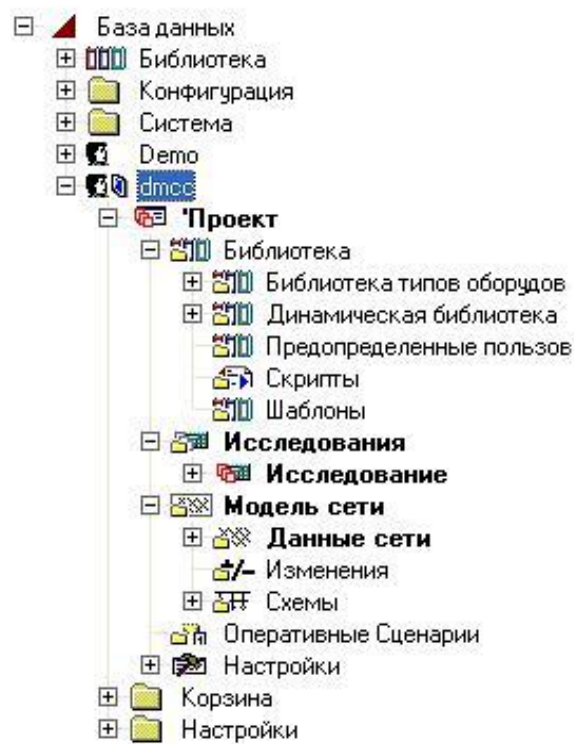 База данных
Библиотека
Конфигурация
Система
Demo
dmcc
'Проект
Библиотека
Библиотека типов оборудов
Динамическая библиотека
Предопределенные пользов
Скрипты
Шаблоны
Исследования
Исследование
Модель сети
Данные сети
Изменения
Схемы
Оперативные Сценарии
Настройки
Корзина
Настройки